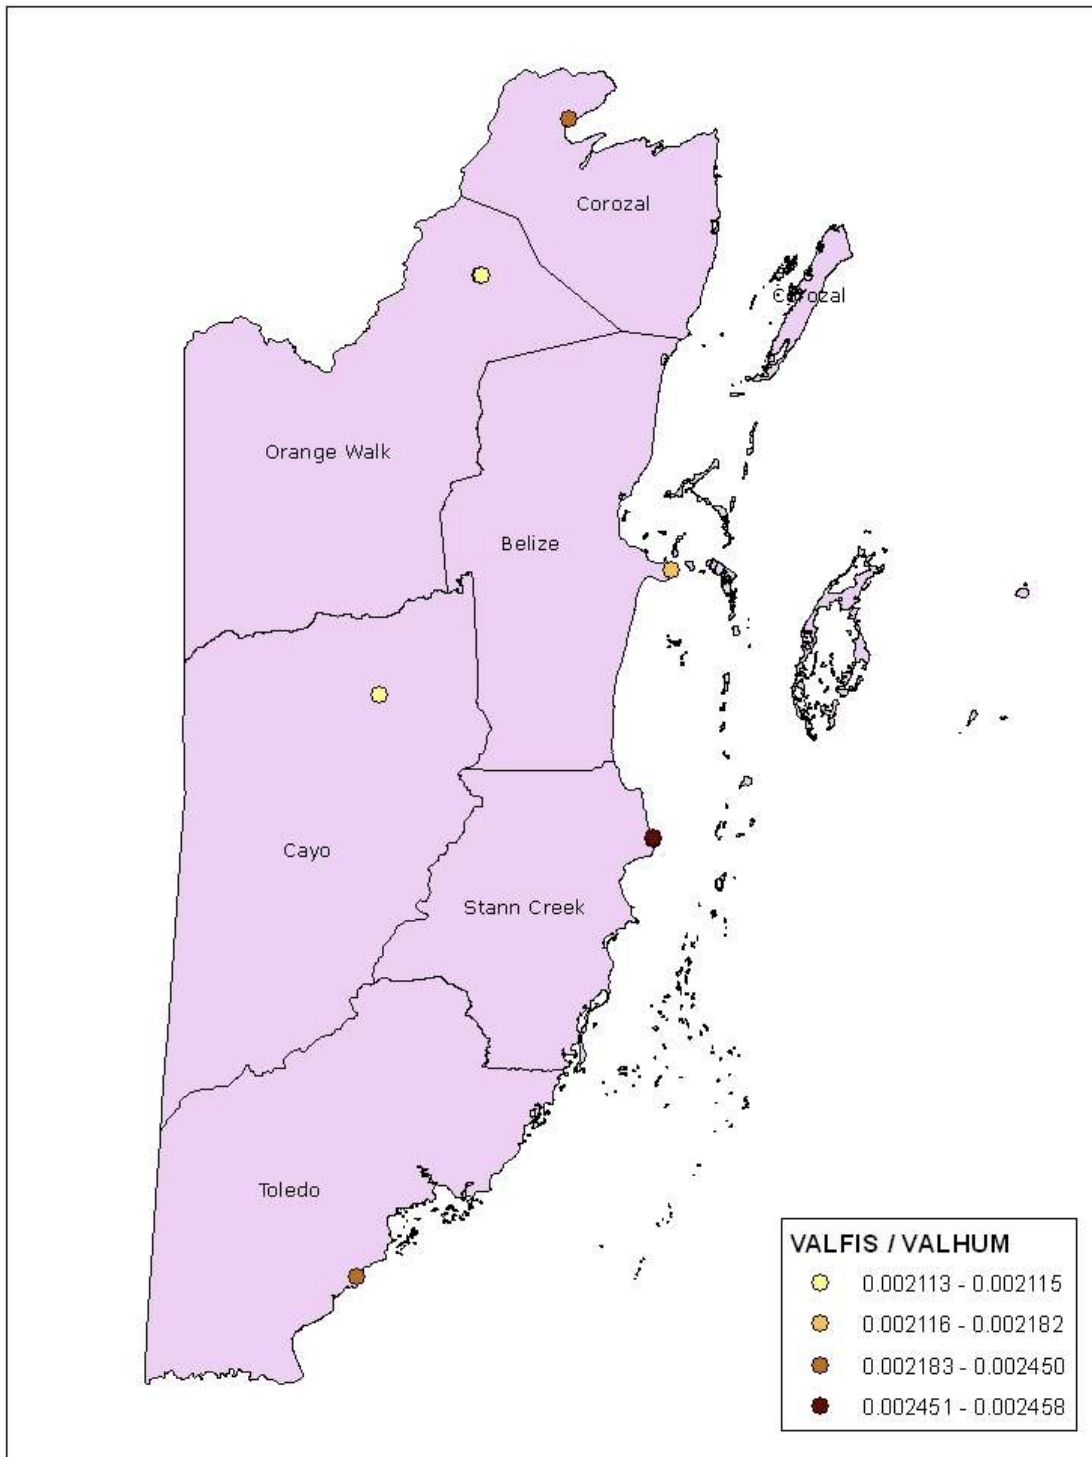 Corozal
Corozal
Orange Walk
Belize
Cayo
Stann Creek
Toledo
VALFIS / VALHUM
0.002113 - 0.002115
0.002116 - 0.002182
0.002183 - 0.002450
0.002451 - 0.002458